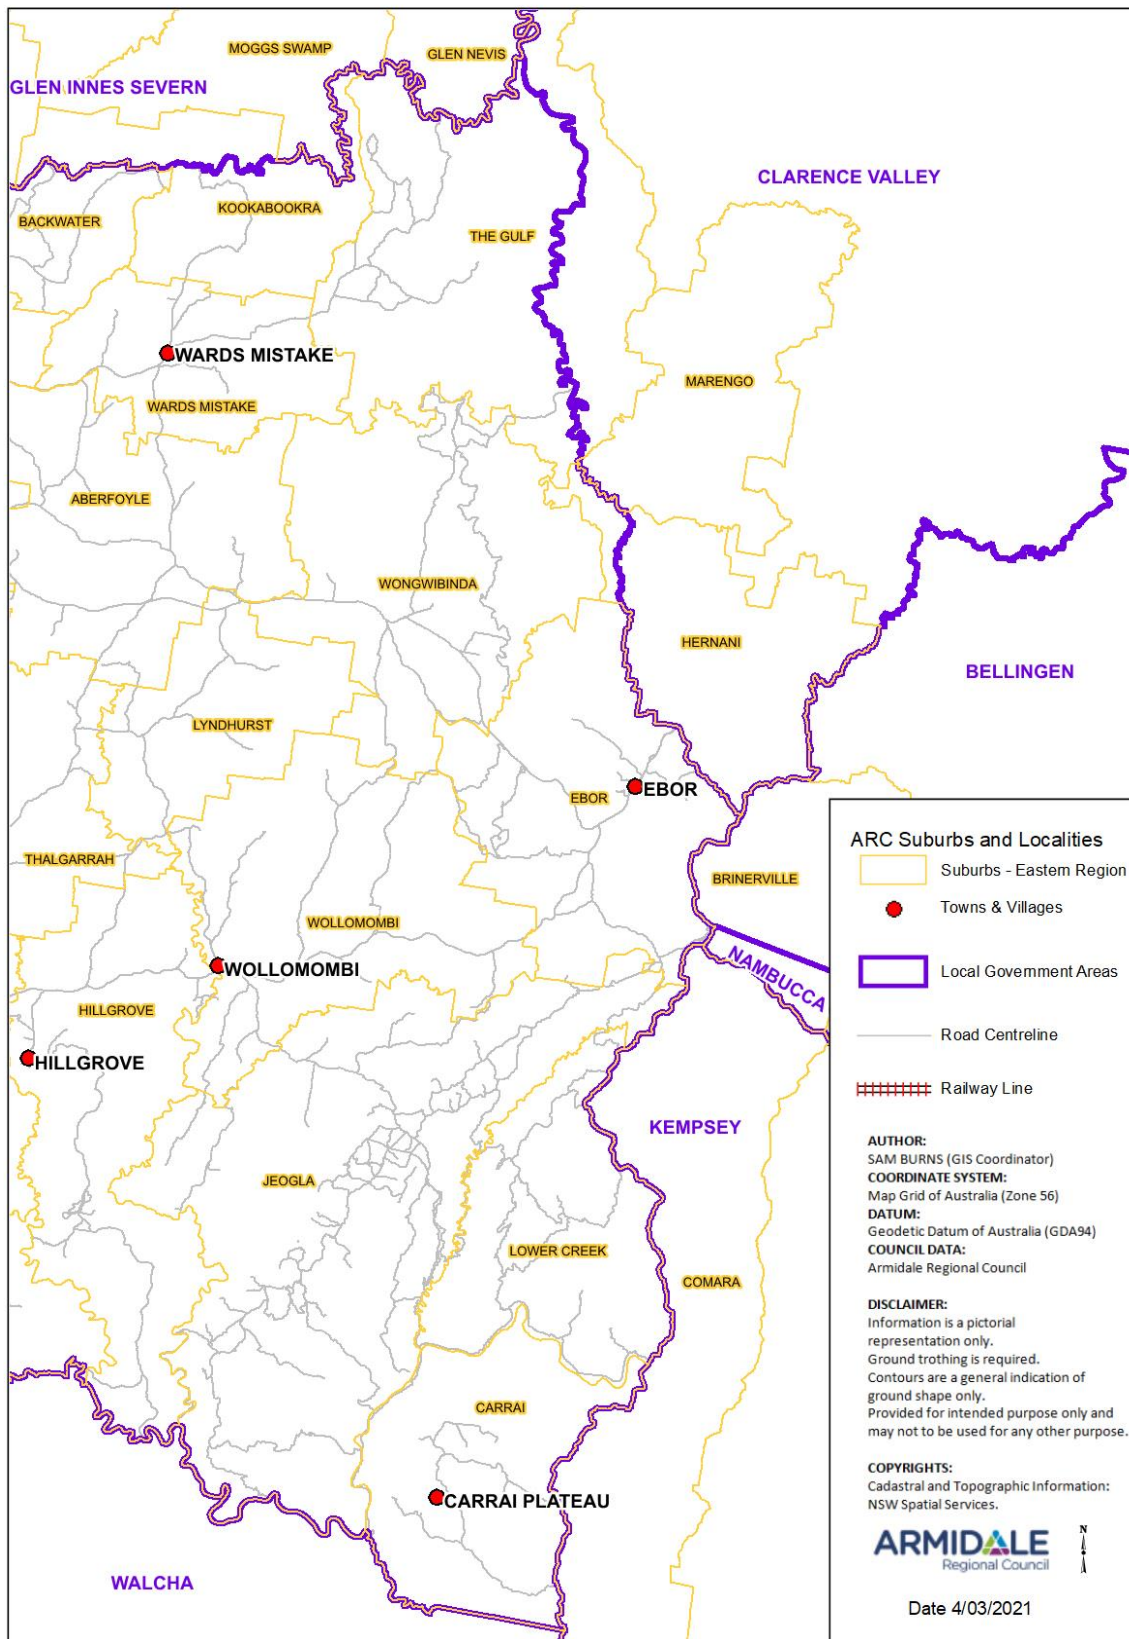 MOGGS SWAMP
GLEN NEVIS
GLEN INNES SEVERN
CLARENCE VALLEY
KOOKABOOKRA
BACKWATER
THE GULF
WARDS MISTAKE
MARENGO
WARDS MISTAKE
ABERFOYLE
WONGWIBINDA
HERNANI
BELLINGEN
LYNDHURST
EBOR
EBOR
THALGARRAH
BRINERVILLE
WOLLOMOMBI
WOLLOMOMBI
NAMBUCCA
HILLGROVE
HILLGROVE
KEMPSEY
JEOGLA
LOWER CREEK
COMARA
CARRAI
CARRAI PLATEAU
WALCHA
ARC Suburbs and Localities
Suburbs - Eastern Region
Towns & Villages
Local Government Areas
Road Centreline
Railway Line
AUTHOR:
SAM BURNS (GIS Coordinator)
COORDINATE SYSTEM:
Map Grid of Australia (Zone 56)
DATUM:
Geodetic Datum of Australia (GDA94)
COUNCIL DATA:
Armidale Regional Council
DISCLAIMER:
Information is a pictorial
representation only.
Ground trothing is required.
Contours are a general indication of
ground shape only.
Provided for intended purpose only and
may not to be used for any other purpose.
COPYRIGHTS:
Cadastral and Topographic Information:
NSW Spatial Services.
N
ARMIDALE
Regional Council
Date 4/03/2021